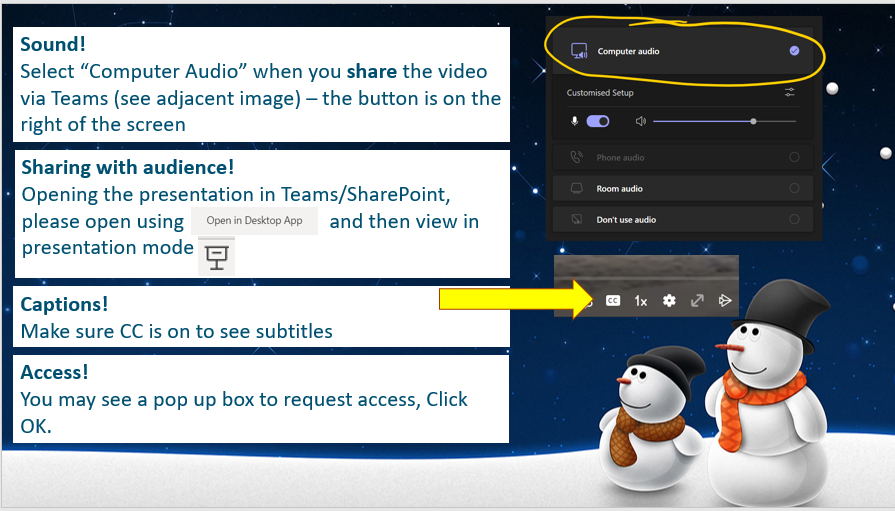 Sound!
Select “Computer Audio” when you share the video
via Teams (see adjacent image) – the button is on the
right of the screen
Sharing with audience!
Opening the presentation in Teams/SharePoint,
please open using Open in Desktop App and then view in
presentation mode
Captions!
Make sure CC is on to see subtitles
Access!
You may see a pop up box to request access, Click
OK.
Computer audio
Customised Setup
Phone audio
Room audio
Don't use audio
CC 1x